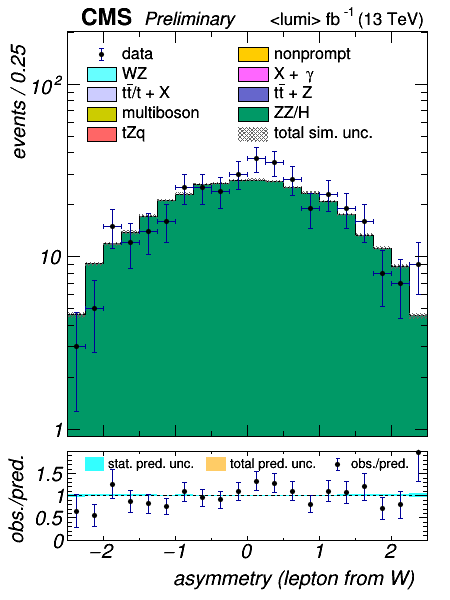 CMS Preliminary <lumi> fb⁻¹ (13 TeV)
events / 0.25
10²
10
1
data
WZ
tt̄/t + X
multiboson
tZq
nonprompt
X + γ
tt̄ + Z
ZZ/H
total sim. unc.
obs./pred.
1.5
1
0.5
0
stat. pred. unc. total pred. unc. obs./pred.
−2 −1 0 1 2
asymmetry (lepton from W)